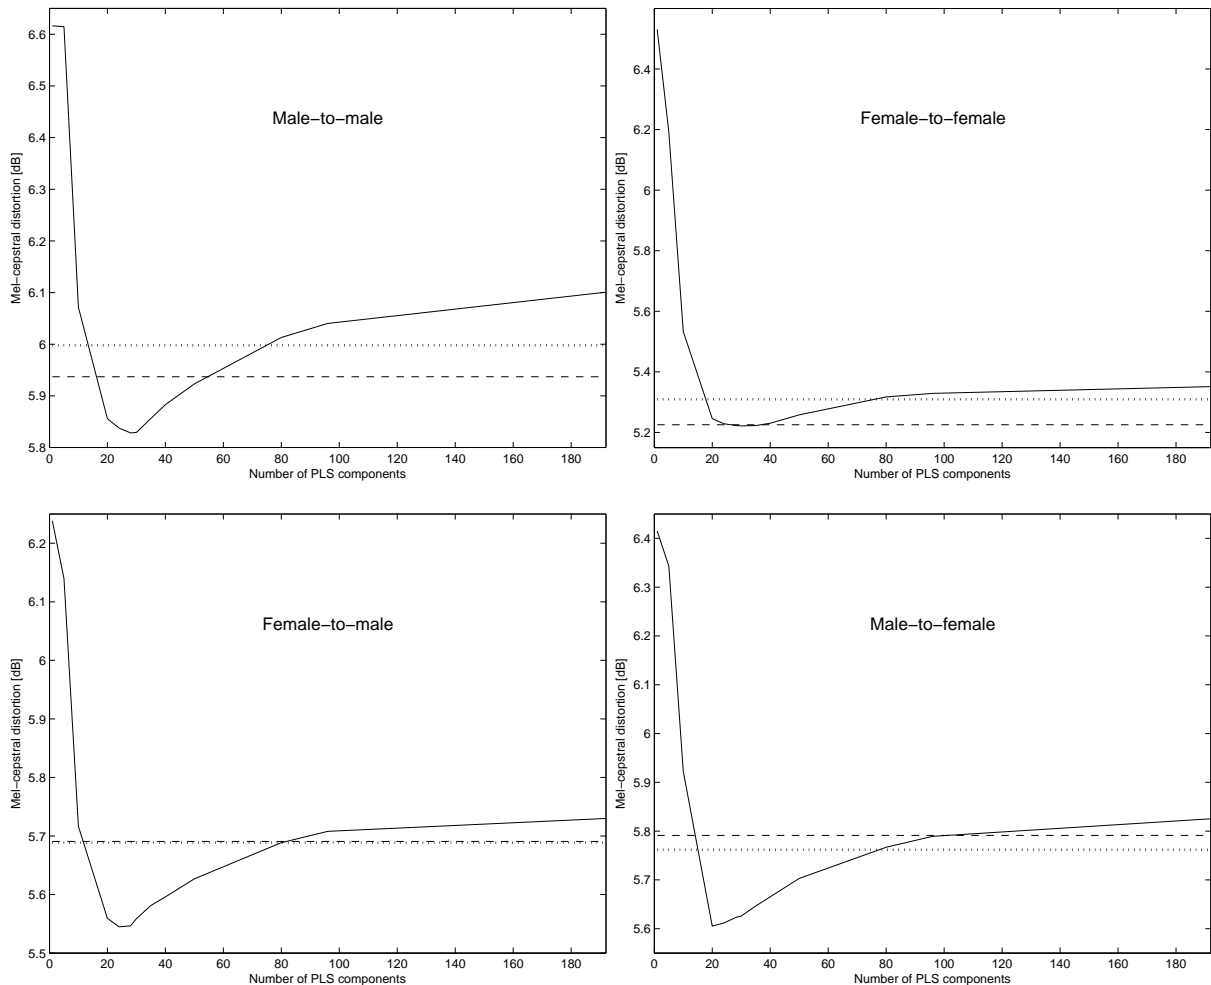 Male−to−male
Mel−cepstral distortion [dB]
6.6
6.5
6.4
6.3
6.2
6.1
6
5.9
5.8
0 20 40 60 80 100 120 140 160 180
Number of PLS components
Female−to−female
Mel−cepstral distortion [dB]
6.4
6.2
6
5.8
5.6
5.4
5.2
0 20 40 60 80 100 120 140 160 180
Number of PLS components
Female−to−male
Mel−cepstral distortion [dB]
6.2
6.1
6
5.9
5.8
5.7
5.6
5.5
0 20 40 60 80 100 120 140 160 180
Number of PLS components
Male−to−female
Mel−cepstral distortion [dB]
6.4
6.3
6.2
6.1
6
5.9
5.8
5.7
5.6
0 20 40 60 80 100 120 140 160 180
Number of PLS components